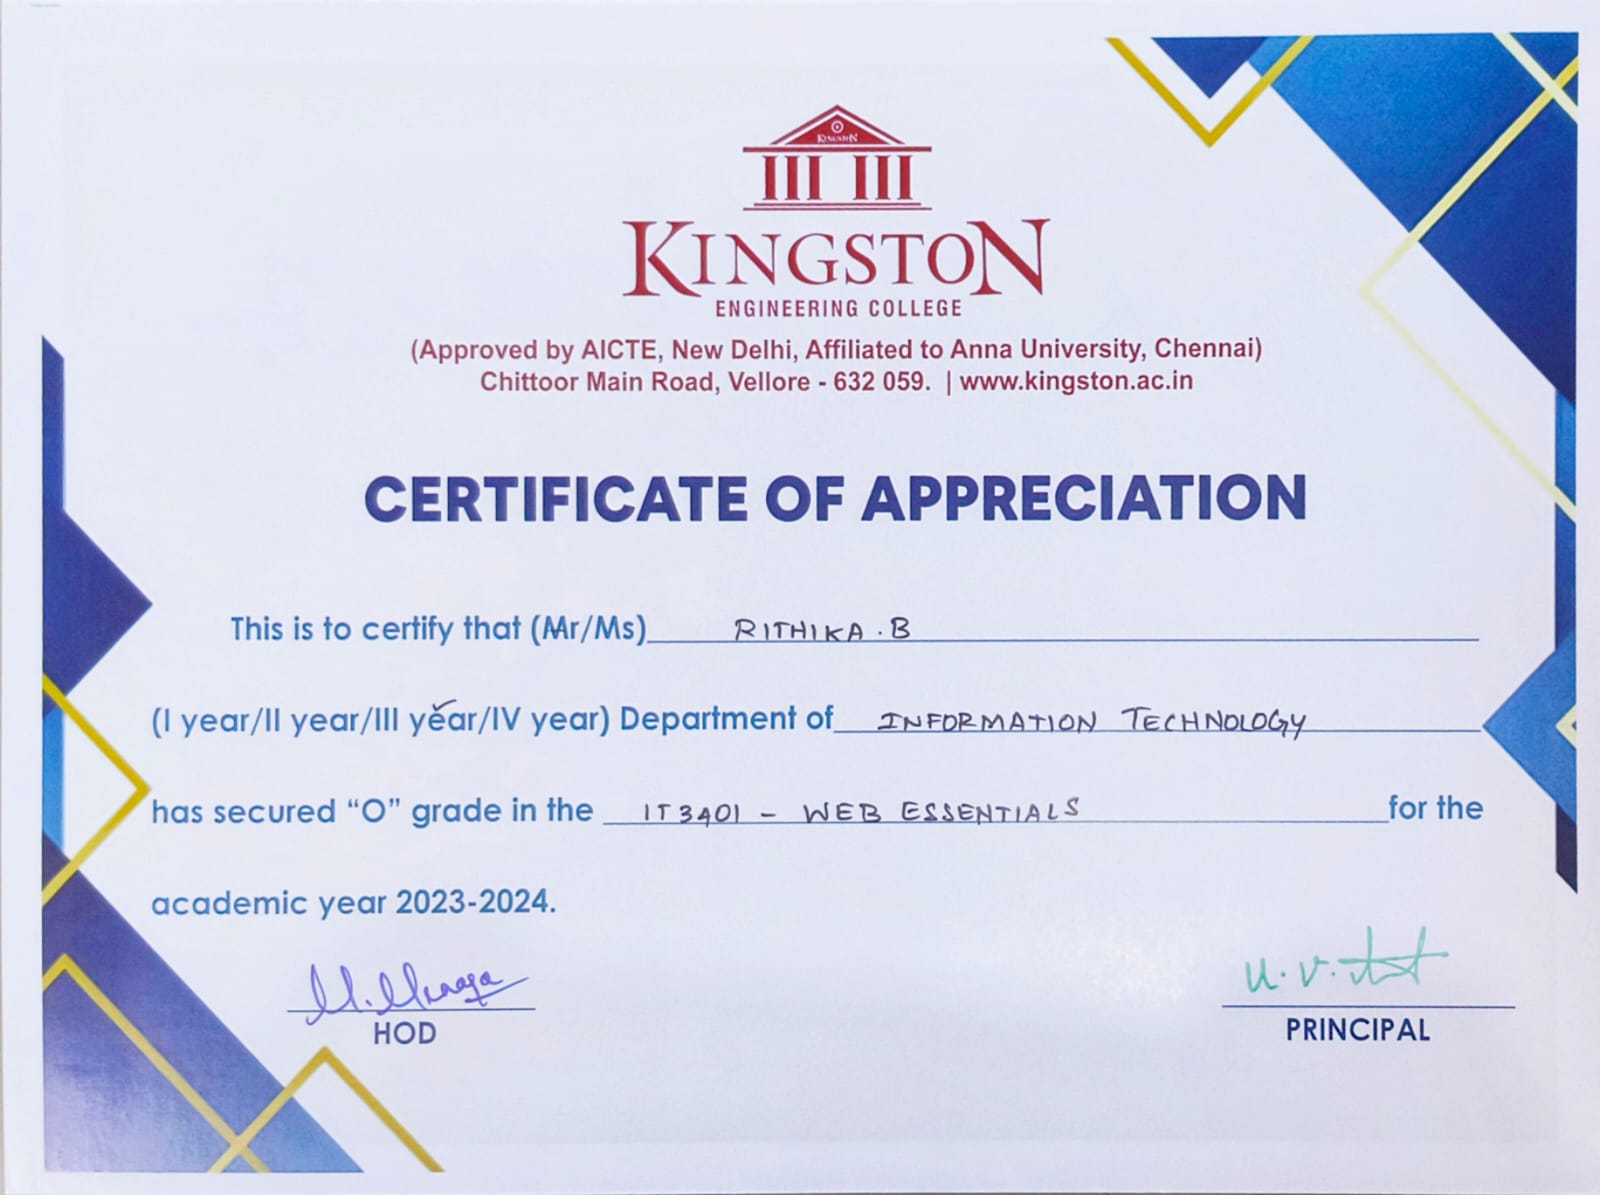 KINGSTON
KINGSTON
ENGINEERING COLLEGE
(Approved by AICTE, New Delhi, Affiliated to Anna University, Chennai)
Chittoor Main Road, Vellore - 632 059. | www.kingston.ac.in
CERTIFICATE OF APPRECIATION
This is to certify that (Mr/Ms) RITHIKA . B
(I year/II year/III year/IV year) Department of INFORMATION TECHNOLOGY
has secured “O” grade in the IT3401 - WEB ESSENTIALS for the
academic year 2023-2024.
HOD
PRINCIPAL